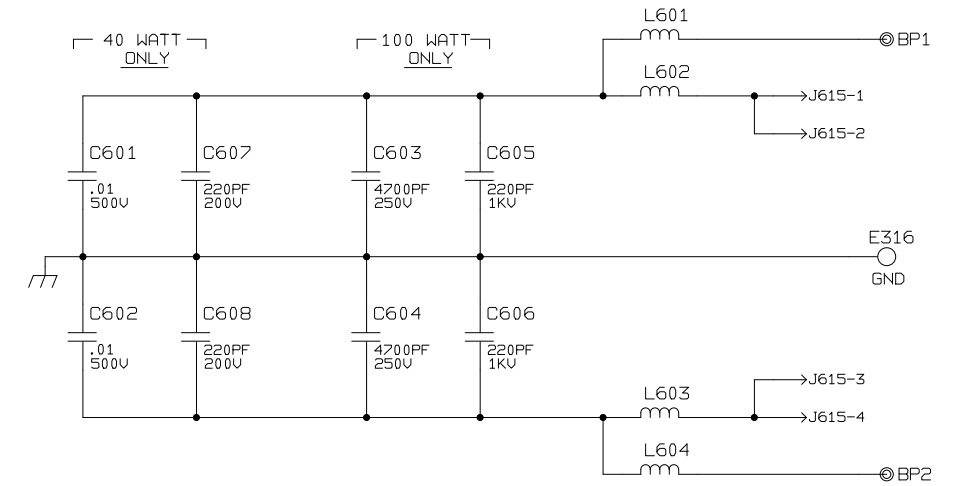 L601
40 WATT
ONLY
100 WATT
ONLY
BP1
L602
J615-1
J615-2
C601
.01
500V
C607
220PF
200V
C603
4700PF
250V
C605
220PF
1KV
E316
GND
C602
.01
500V
C608
220PF
200V
C604
4700PF
250V
C606
220PF
1KV
J615-3
L603
J615-4
L604
BP2